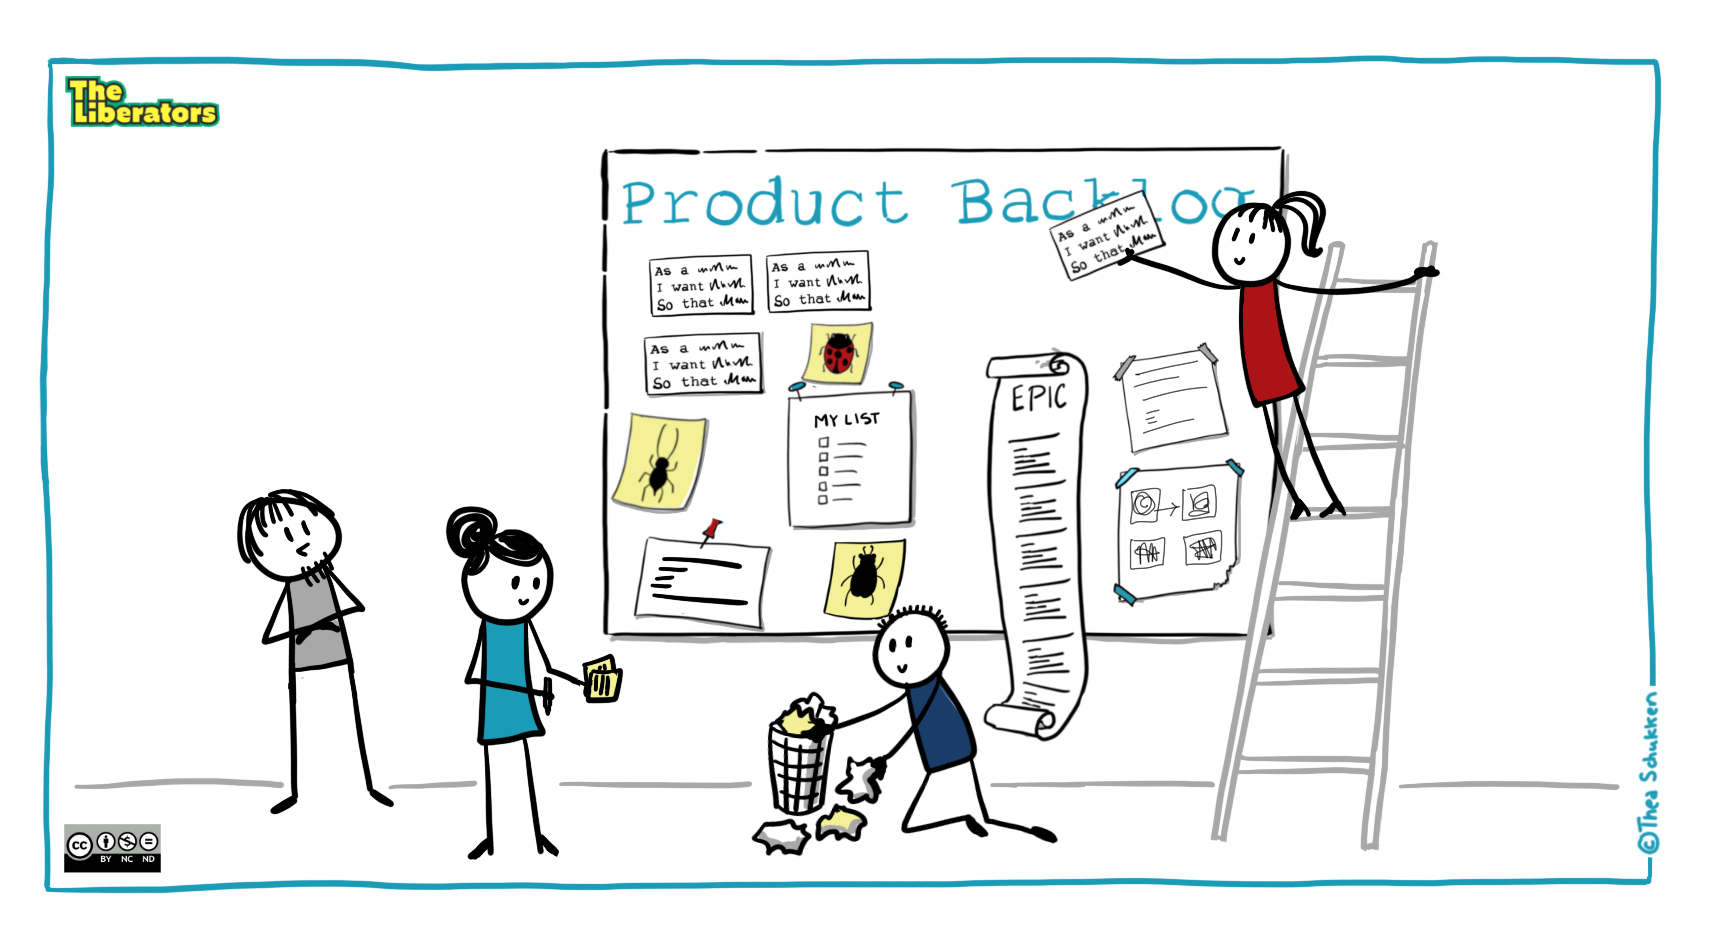 The
Liberators
Product Backlog
As a
I want
So that
As a
I want
So that
As a
I want
So that
As a
I want
So that
MY LIST
EPIC
cc
BY NC ND
©Thea Schukken